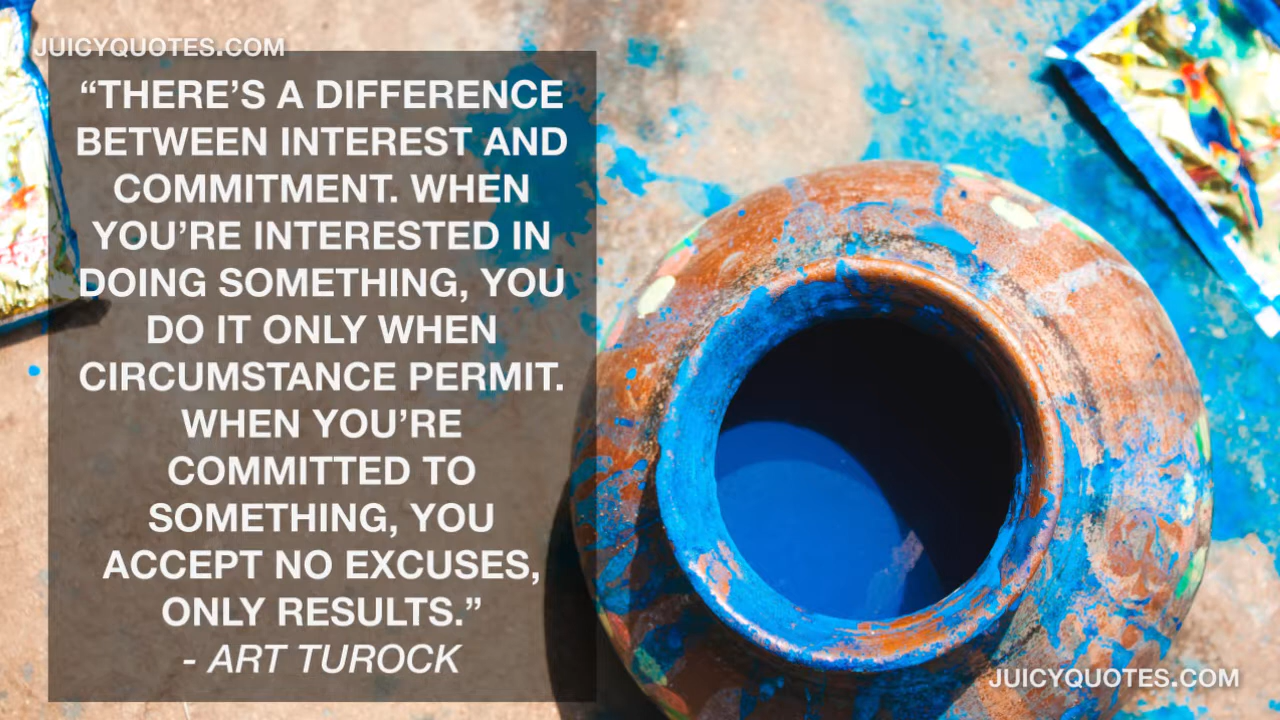 JUICYQUOTES.COM
“THERE’S A DIFFERENCE
BETWEEN INTEREST AND
COMMITMENT. WHEN
YOU’RE INTERESTED IN
DOING SOMETHING, YOU
DO IT ONLY WHEN
CIRCUMSTANCE PERMIT.
WHEN YOU’RE
COMMITTED TO
SOMETHING, YOU
ACCEPT NO EXCUSES,
ONLY RESULTS.”
- ART TUROCK
JUICYQUOTES.COM